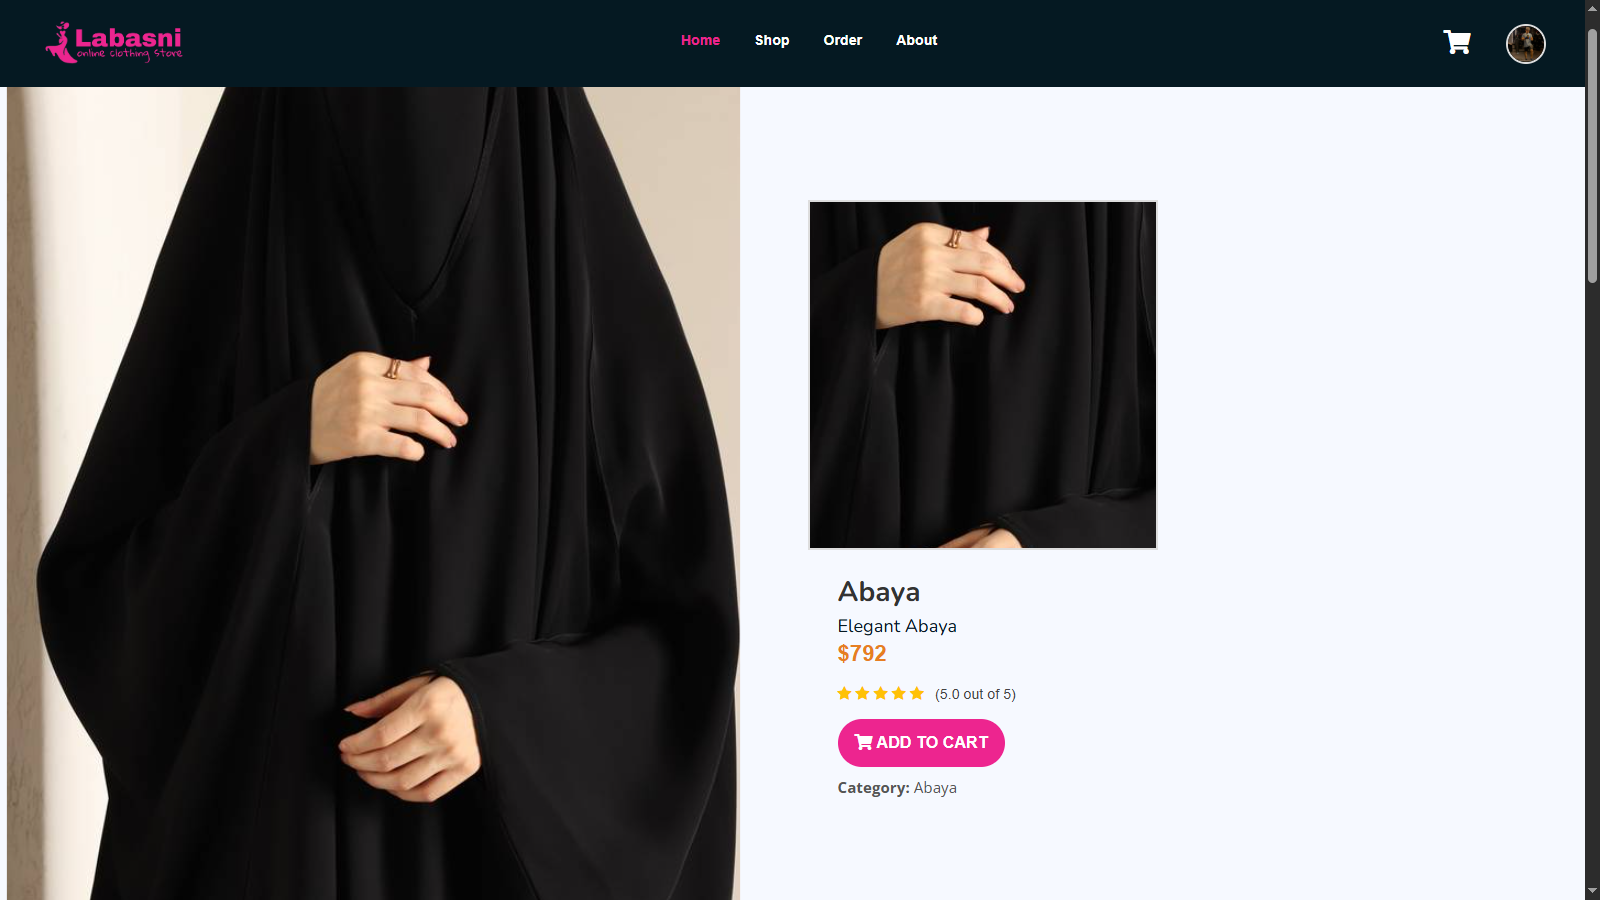 Labasni
online clothing store
Home
Shop
Order
About
Abaya
Elegant Abaya
$792
(5.0 out of 5)
ADD TO CART
Category: Abaya